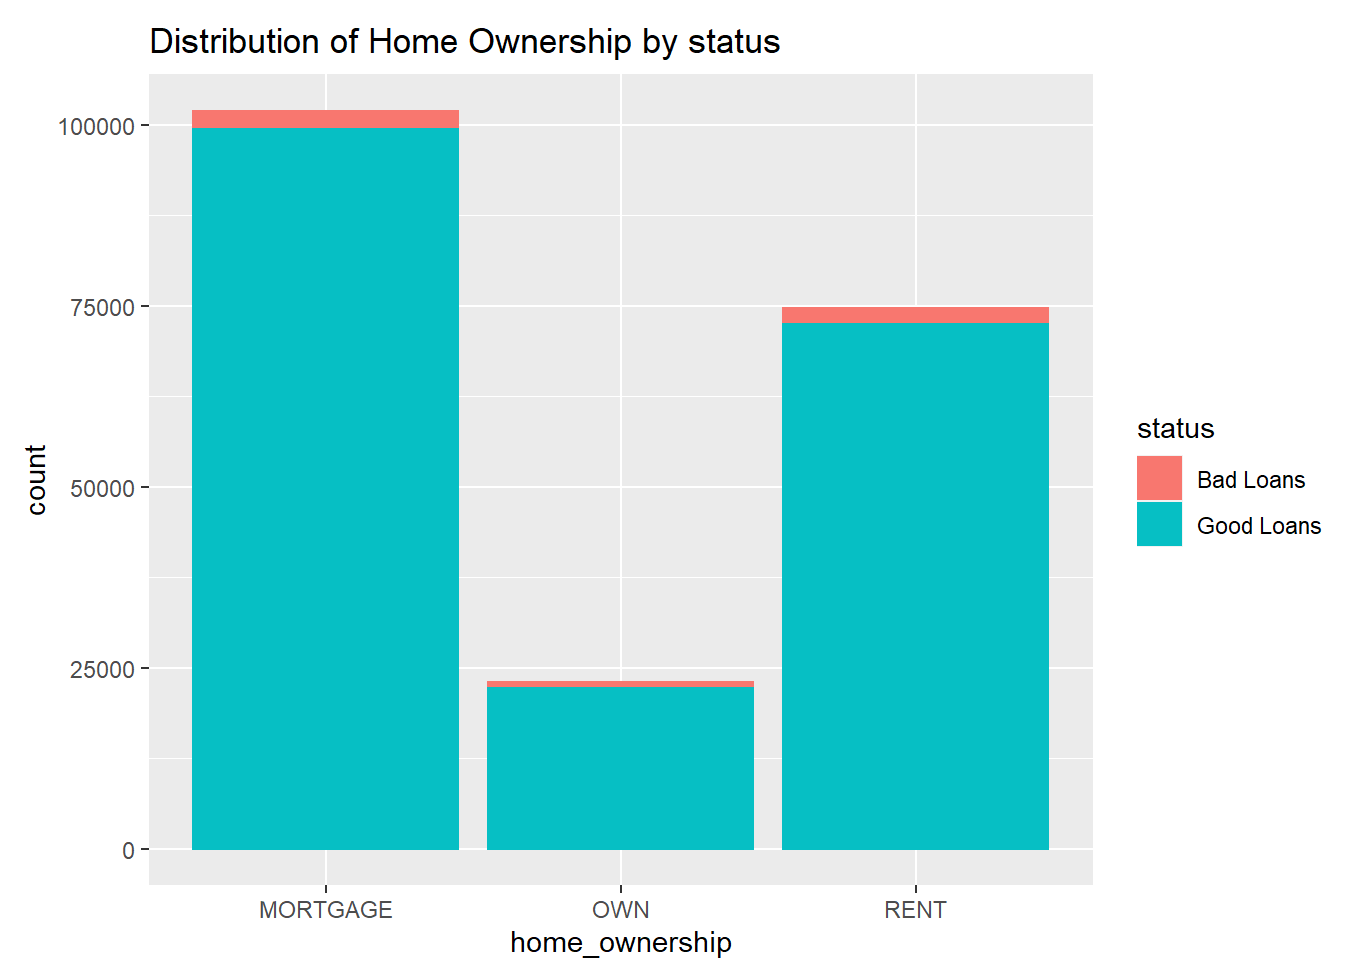 Distribution of Home Ownership by status
100000
75000
50000
25000
0
count
MORTGAGE
OWN
RENT
home_ownership
status
Bad Loans
Good Loans